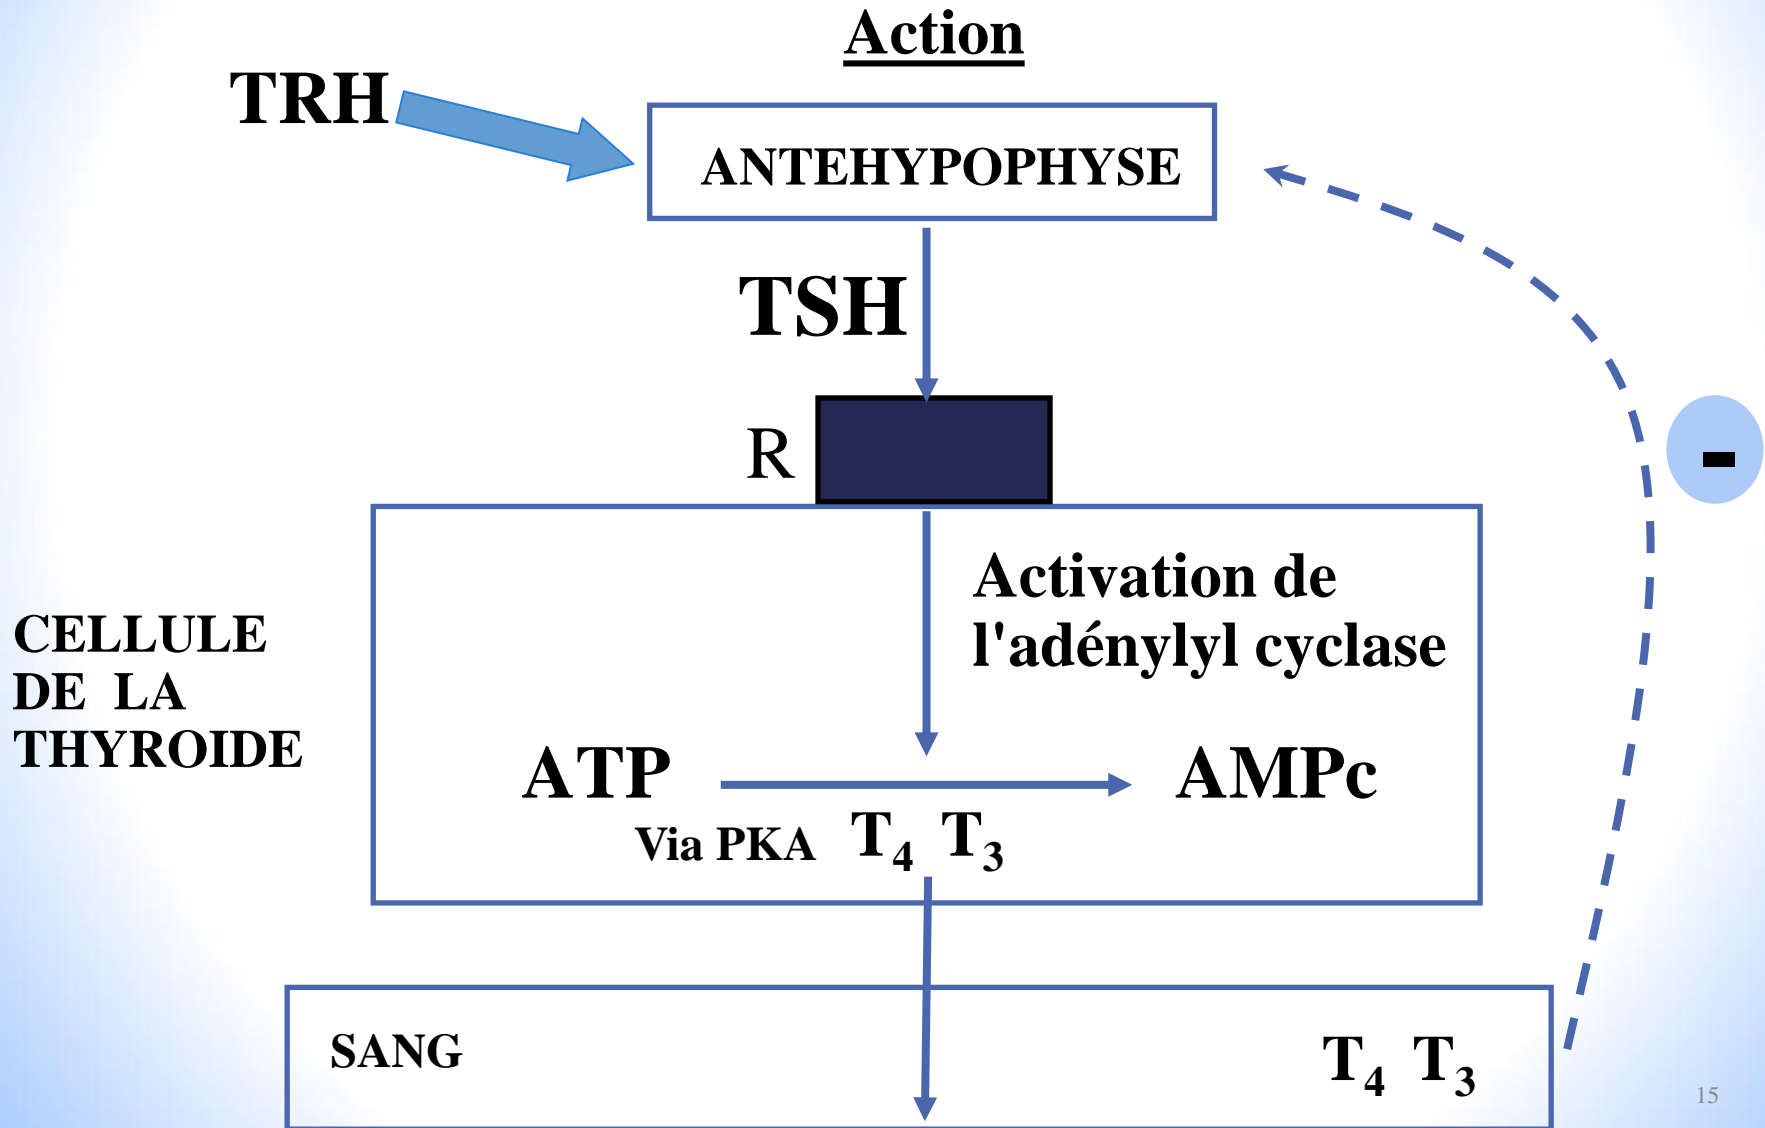 Action
TRH
ANTEHYPOPHYSE
TSH
R
-
Activation de
l'adénylyl cyclase
CELLULE
DE LA
THYROIDE
ATP
AMPc
Via PKA T₄ T₃
SANG
T₄ T₃
15